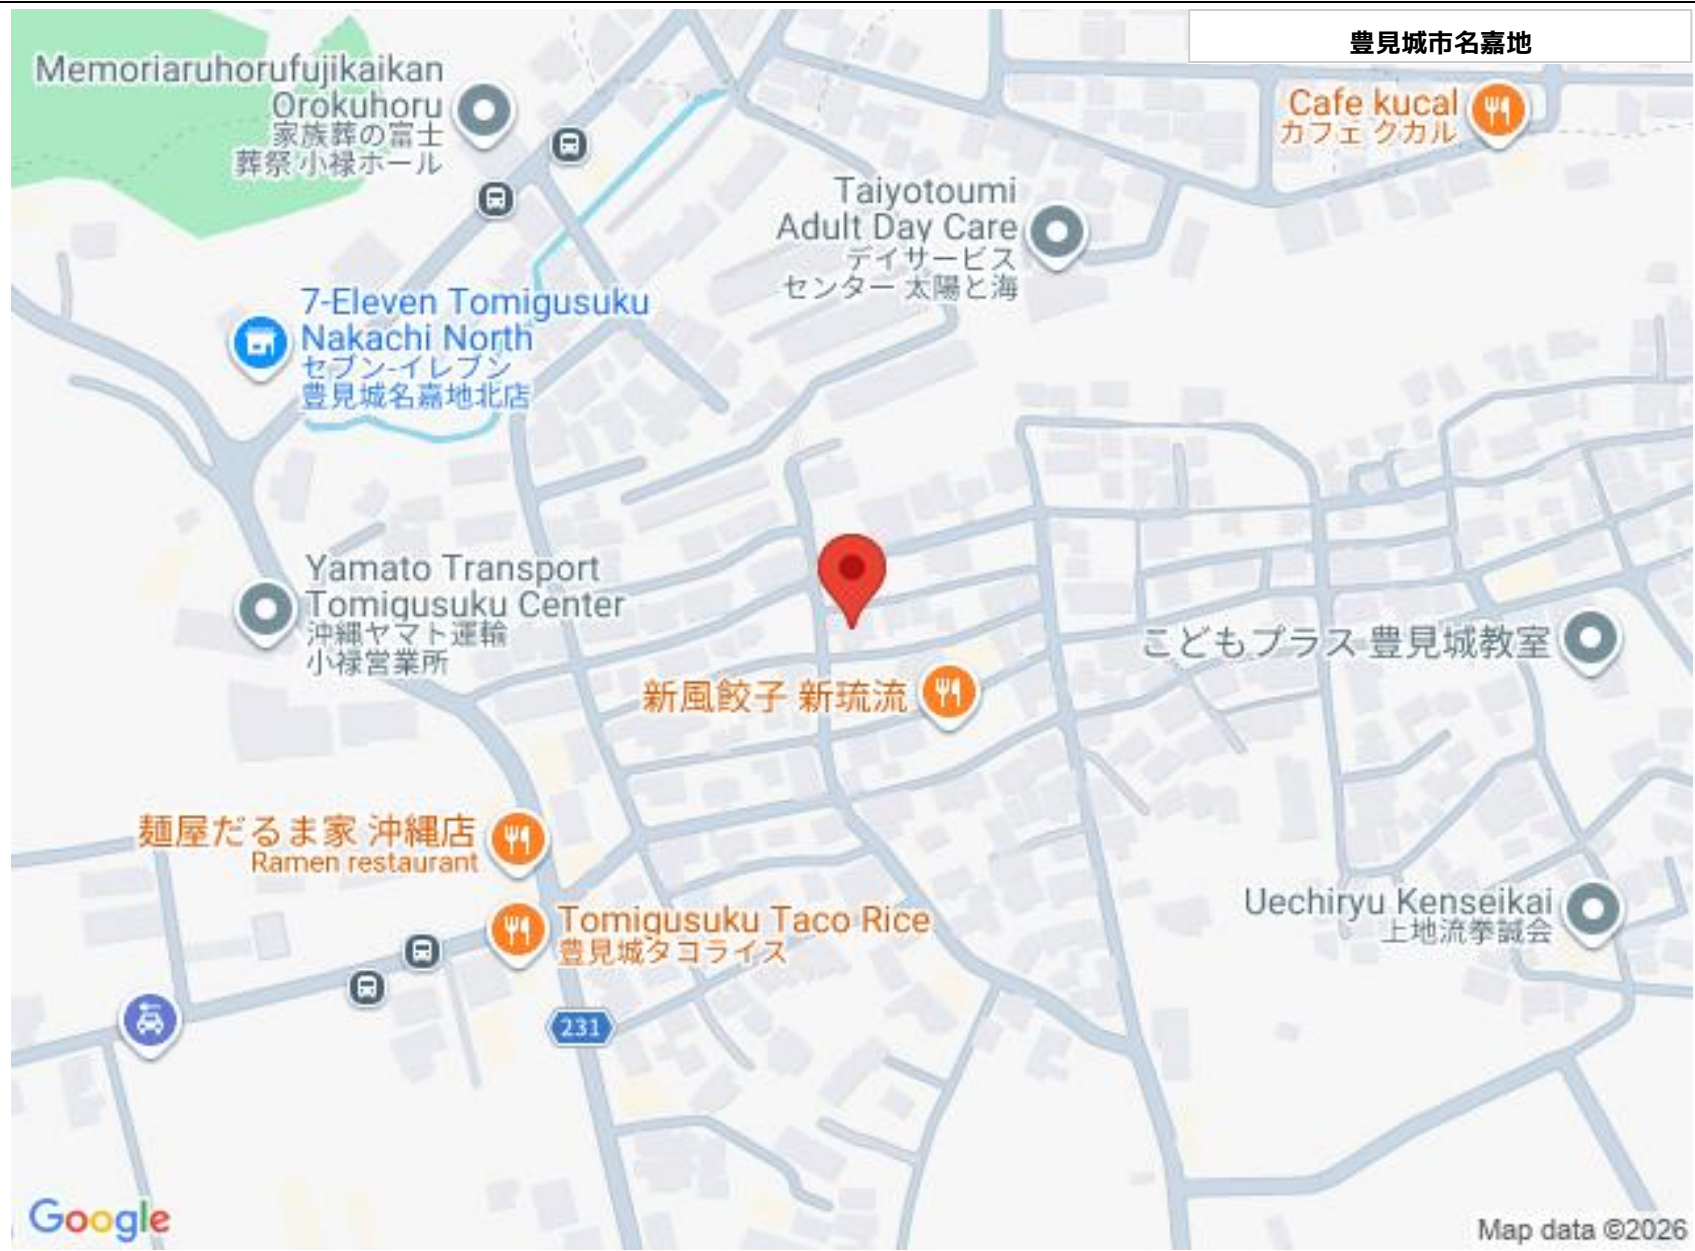 豊見城市名嘉地
Memoriaruhorufujikaikan
Orokuhoru
家族葬の富士
葬祭 小禄ホール
Cafe kucal
カフェ クカル
Taiyotoumi
Adult Day Care
デイサービス
センター 太陽と海
7-Eleven Tomigusuku
Nakachi North
セブン-イレブン
豊見城名嘉地北店
Yamato Transport
Tomigusuku Center
沖縄ヤマト運輸
小禄営業所
こどもプラス 豊見城教室
新風餃子 新琉流
麺屋だるま家 沖縄店
Ramen restaurant
Uechiryu Kenseikai
上地流拳誠会
Tomigusuku Taco Rice
豊見城タコライス
231
Google
Map data ©2026